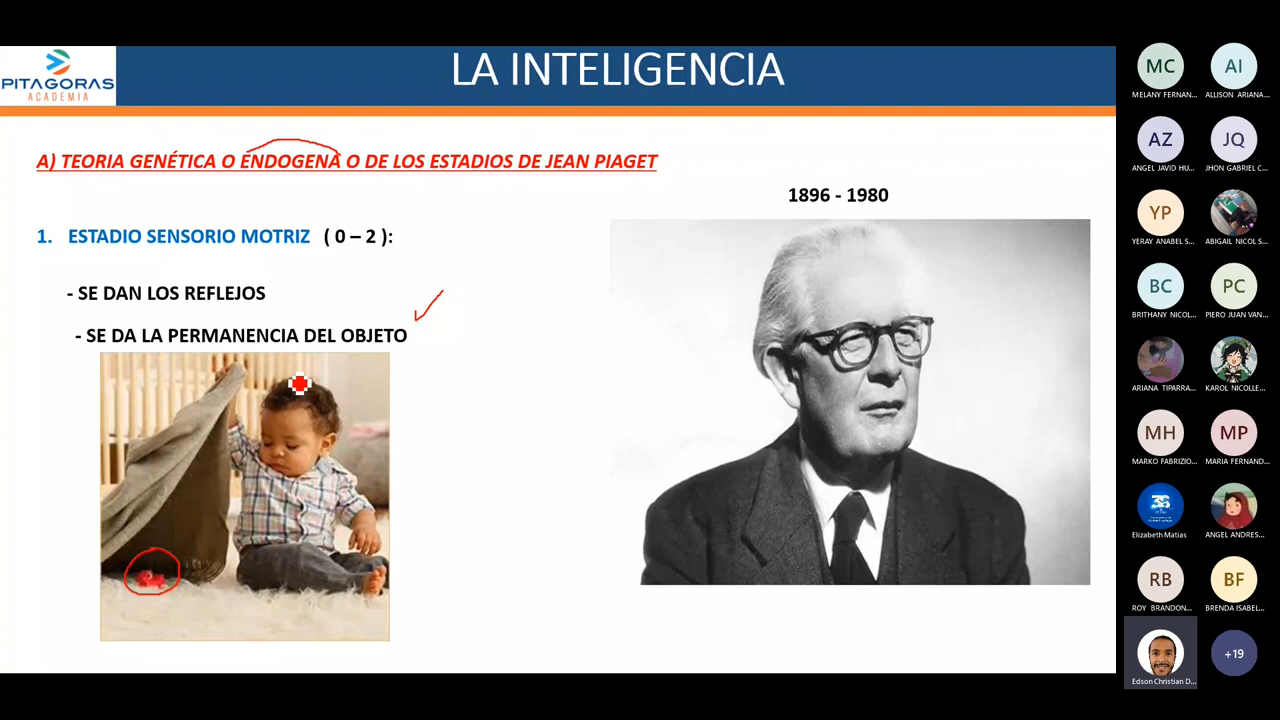 PITAGORAS
ACADEMIA
LA INTELIGENCIA
A) TEORIA GENÉTICA O ENDOGENA O DE LOS ESTADIOS DE JEAN PIAGET
1896 - 1980
1. ESTADIO SENSORIO MOTRIZ ( 0 – 2 ):
- SE DAN LOS REFLEJOS
- SE DA LA PERMANENCIA DEL OBJETO
MC
AI
MELANY FERNAN...
ALLISON ARIANA...
AZ
JQ
ANGEL JAVID HU...
JHON GABRIEL C...
YP
YERAY ANABEL S...
ABIGAIL NICOL S...
BC
PC
BRITHANY NICOL...
PIERO JUAN VAN...
ARIANA TIPARRA...
KAROL NICOLLE...
MH
MP
MARKO FABRIZIO...
MARIA FERNAND...
Elizabeth Matias
ANGEL ANDRES...
RB
BF
ROY BRANDON...
BRENDA ISABEL...
+19
Edson Christian D...